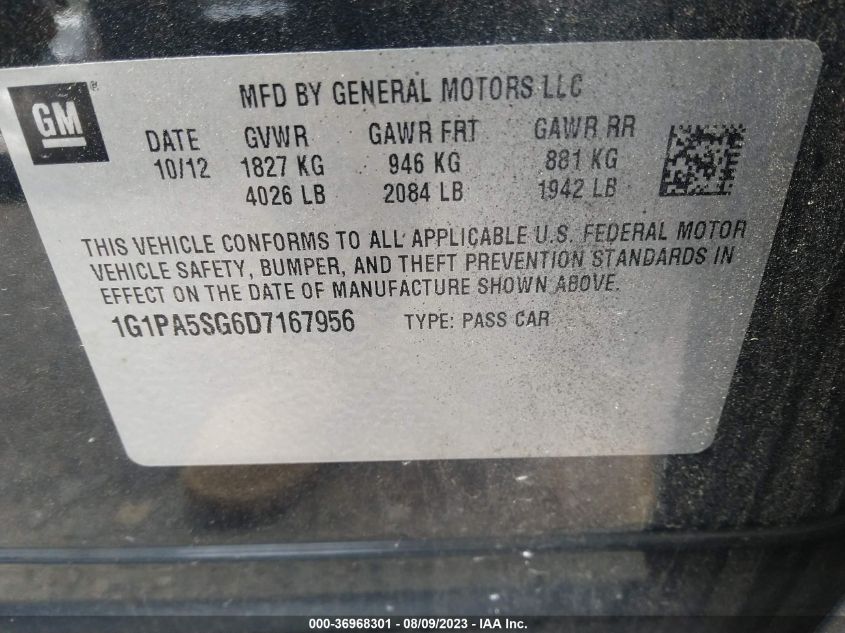 GM ®
MFD BY GENERAL MOTORS LLC
DATE GVWR GAWR FRT GAWR RR
10/12 1827 KG 946 KG 881 KG
4026 LB 2084 LB 1942 LB
THIS VEHICLE CONFORMS TO ALL APPLICABLE U.S. FEDERAL MOTOR
VEHICLE SAFETY, BUMPER, AND THEFT PREVENTION STANDARDS IN
EFFECT ON THE DATE OF MANUFACTURE SHOWN ABOVE.
1G1PA5SG6D7167956 TYPE: PASS CAR
000-36968301 - 08/09/2023 - IAA Inc.